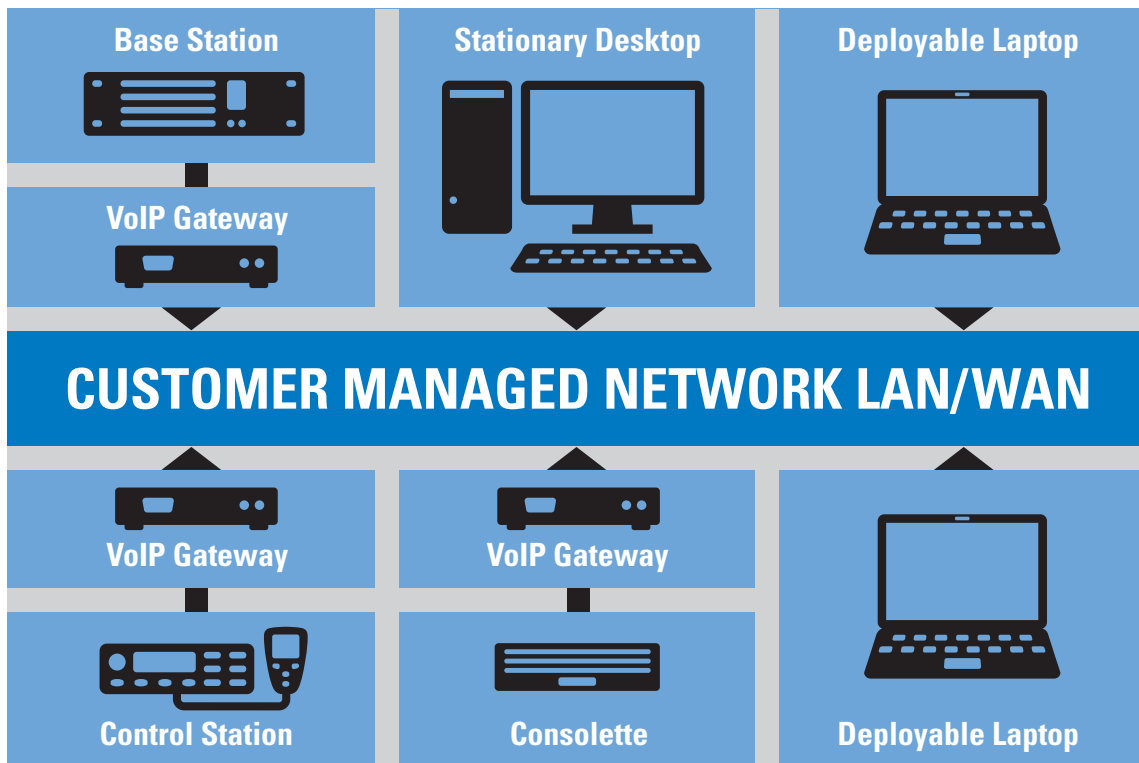 Base Station
Stationary Desktop
Deployable Laptop
VoIP Gateway
CUSTOMER MANAGED NETWORK LAN/WAN
VoIP Gateway
VoIP Gateway
Control Station
Consolette
Deployable Laptop